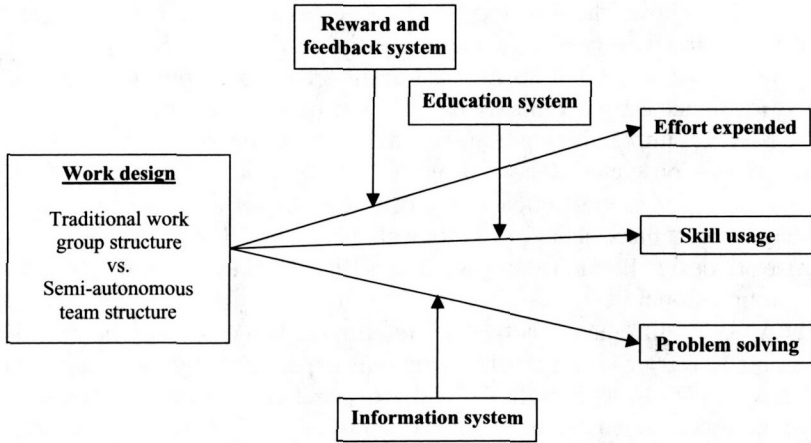 Reward and
feedback system
Education system
Effort expended
Work design
Traditional work
group structure
vs.
Semi-autonomous
team structure
Skill usage
Problem solving
Information system